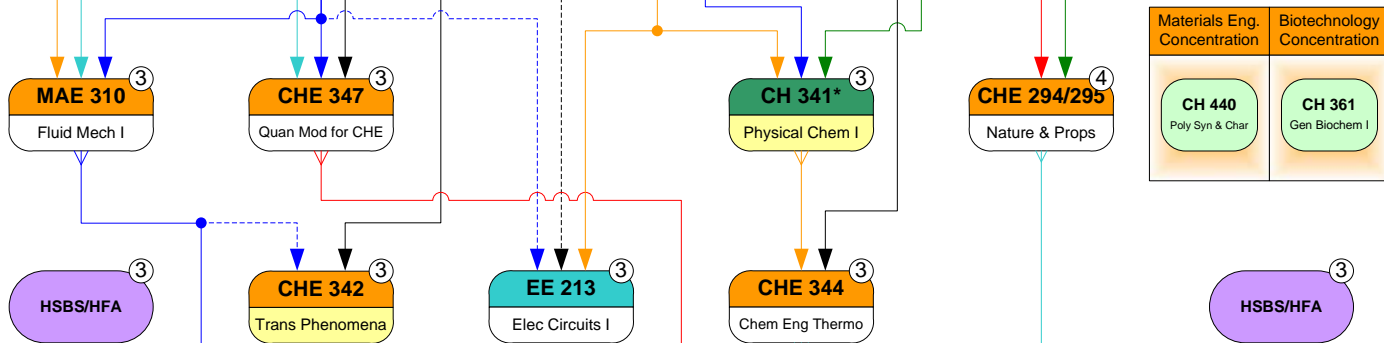 Materials Eng.
Concentration
Biotechnology
Concentration
3
MAE 310
Fluid Mech I
3
CHE 347
Quan Mod for CHE
3
CH 341*
Physical Chem I
4
CHE 294/295
Nature & Props
CH 440
Poly Syn & Char
CH 361
Gen Biochem I
3
HSBS/HFA
3
CHE 342
Trans Phenomena
3
EE 213
Elec Circuits I
3
CHE 344
Chem Eng Thermo
3
HSBS/HFA